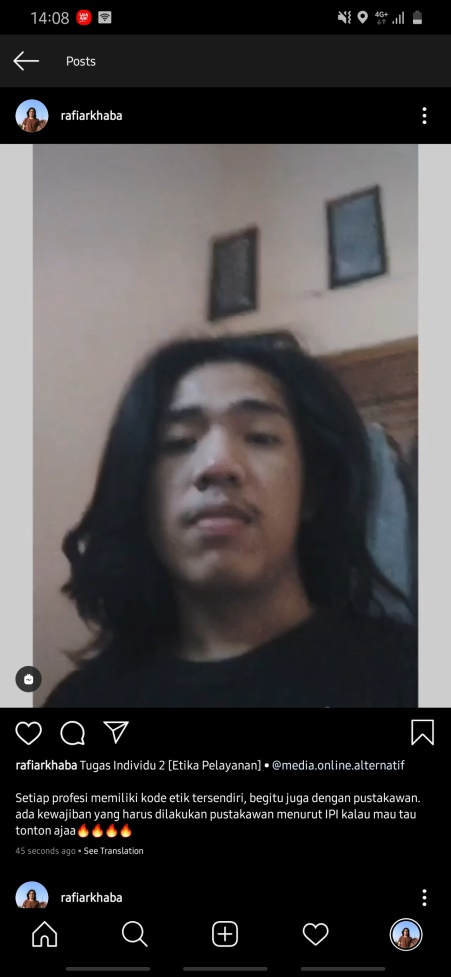 14:08
4G+
Posts
rafiarkhaba
rafiarkhaba Tugas Individu 2 [Etika Pelayanan] • @media.online.alternatif
Setiap profesi memiliki kode etik tersendiri, begitu juga dengan pustakawan.
ada kewajiban yang harus dilakukan pustakawan menurut IPI kalau mau tau
tonton ajaa🔥🔥🔥🔥
45 seconds ago • See Translation
rafiarkhaba